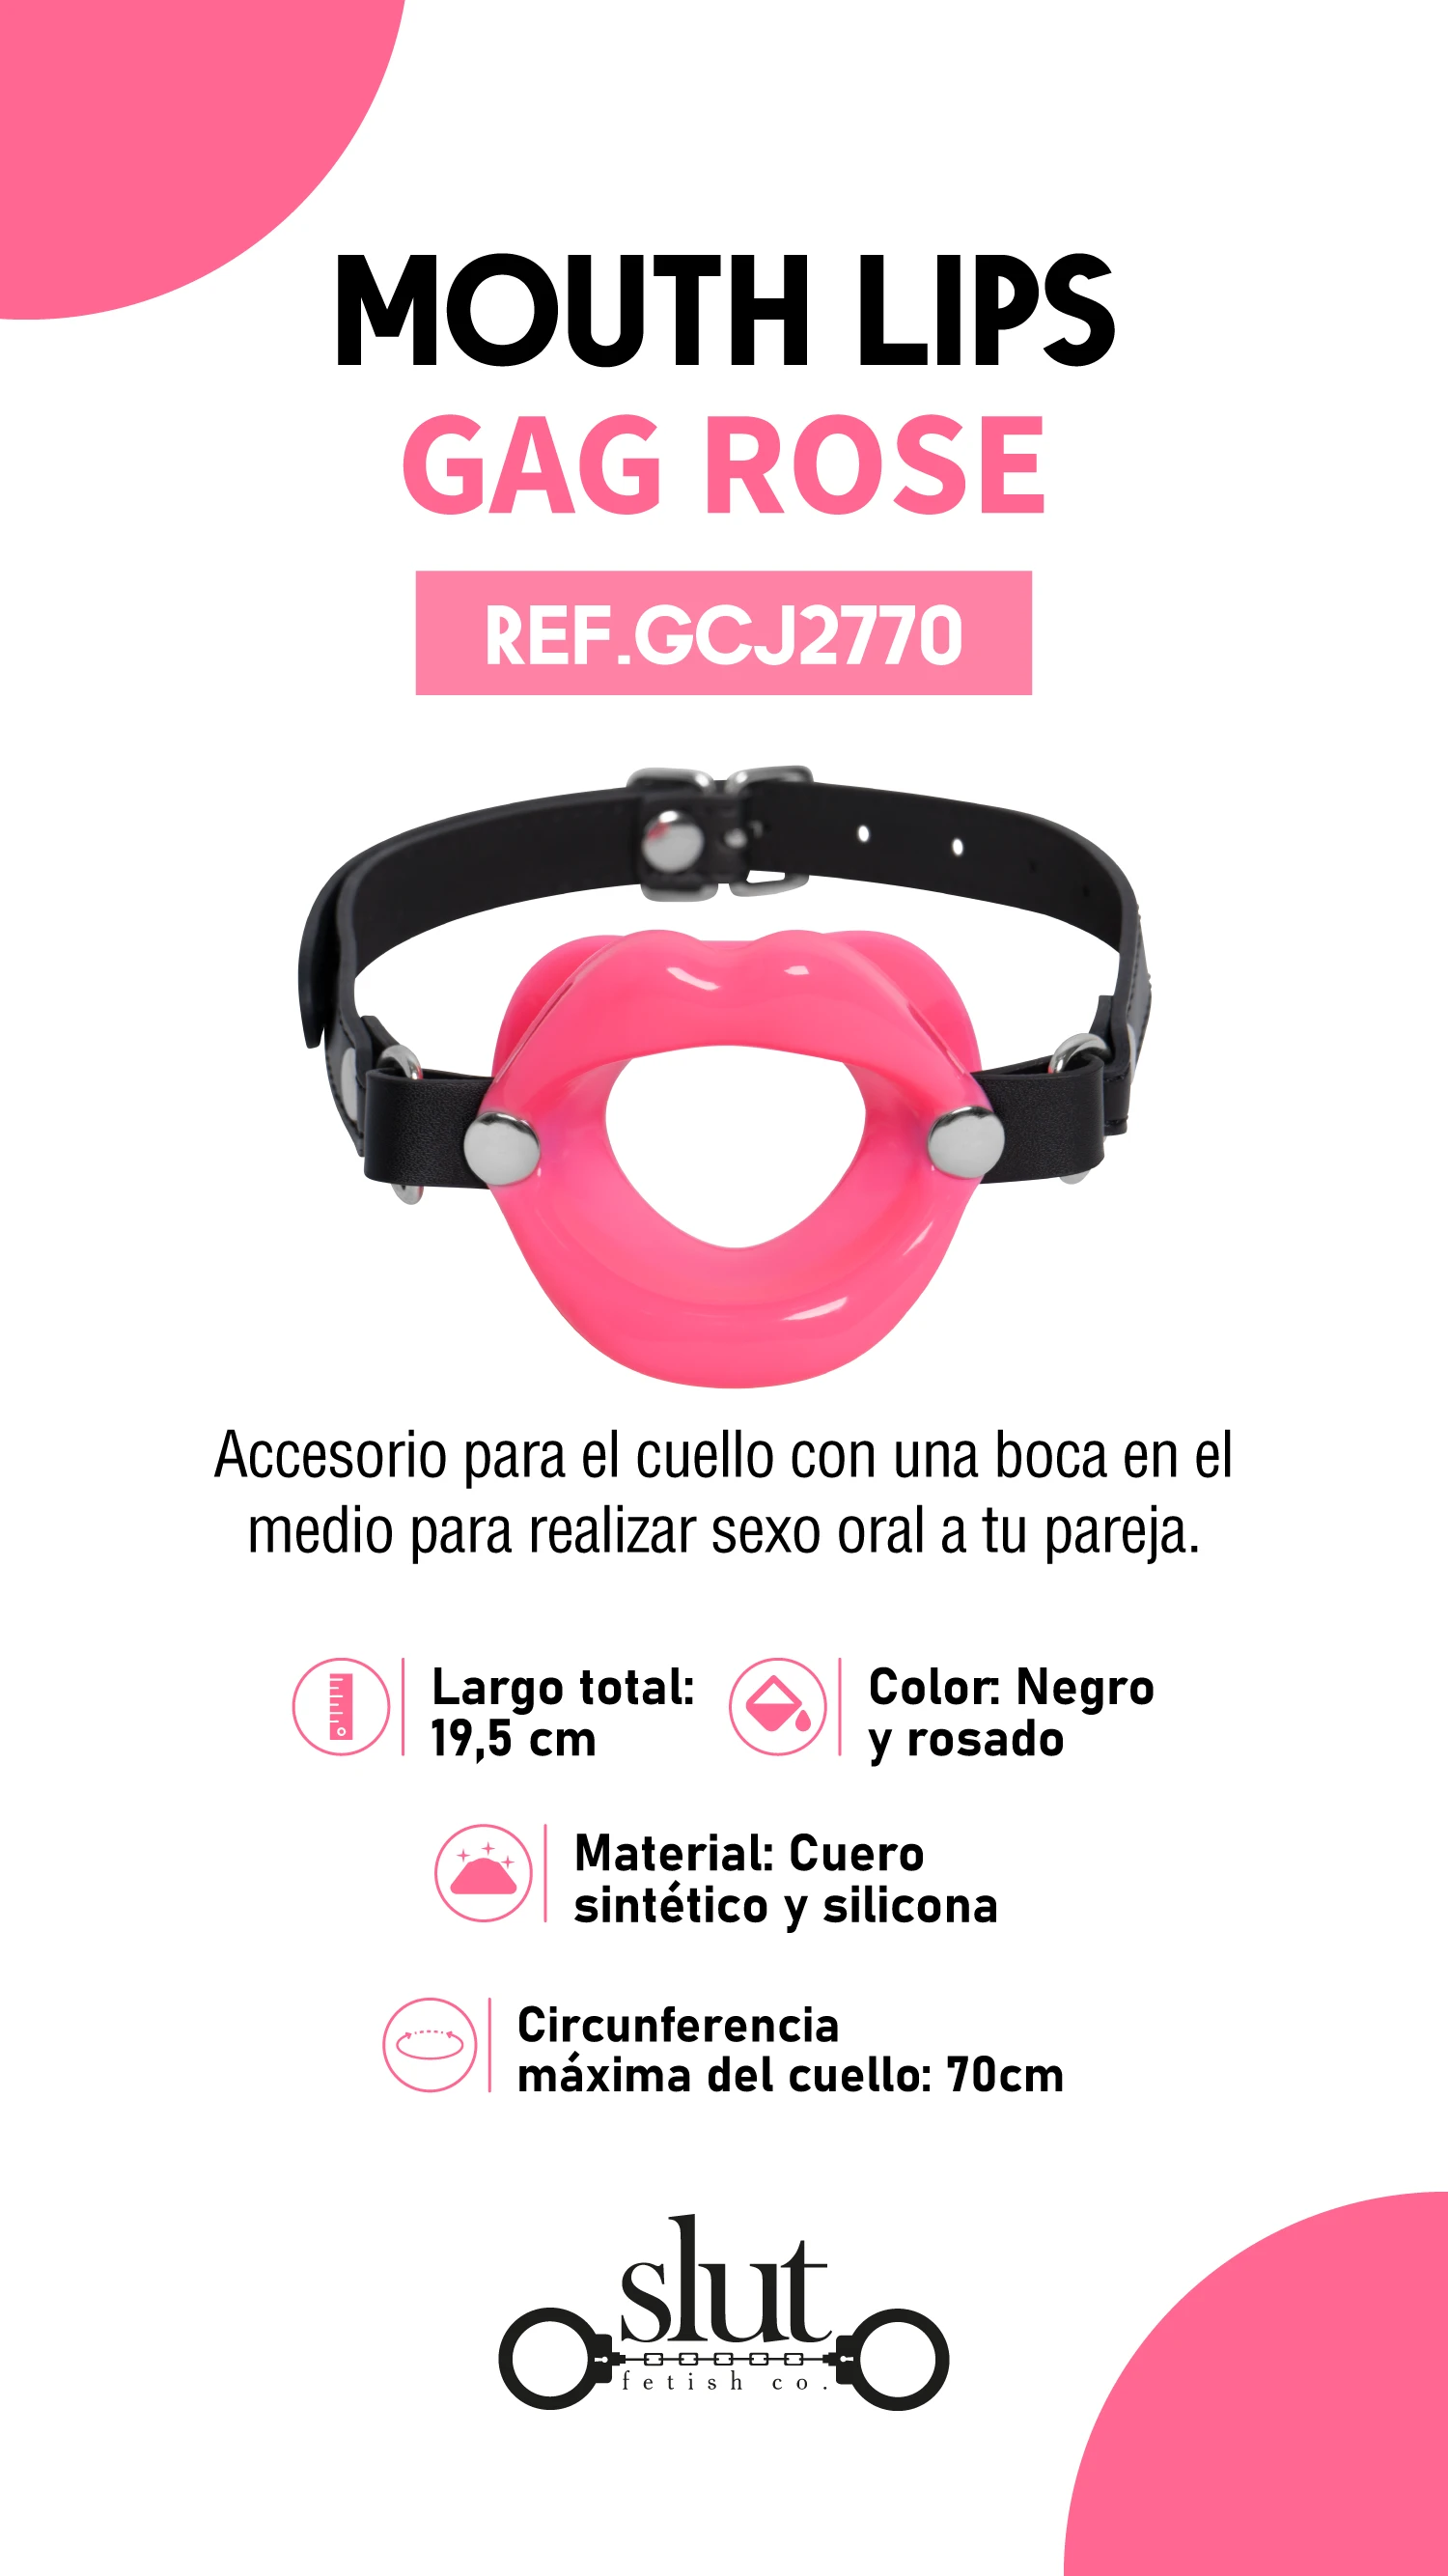 MOUTH LIPS
GAG ROSE
REF.GCJ2770
Accesorio para el cuello con una boca en el
medio para realizar sexo oral a tu pareja.
Largo total:
19,5 cm
Color: Negro
y rosado
Material: Cuero
sintético y silicona
Circunferencia
máxima del cuello: 70cm
slut
fetish co.